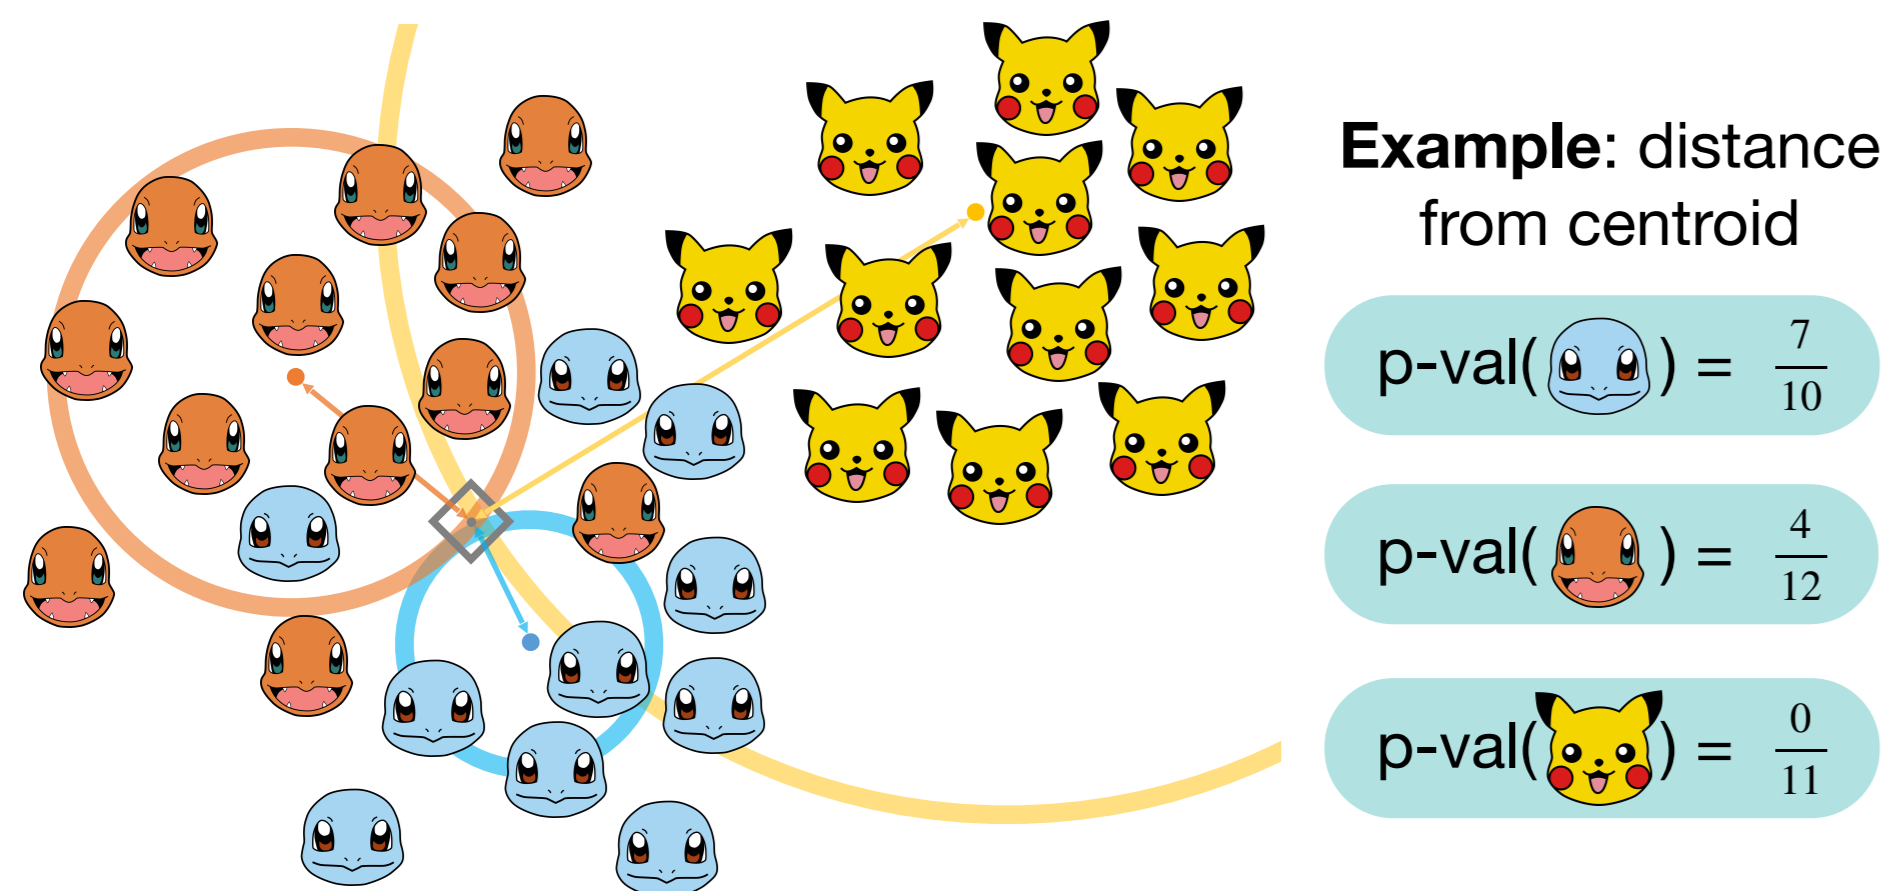 Example: distance
from centroid
p-val( ) = 7/10
p-val( ) = 4/12
p-val( ) = 0/11